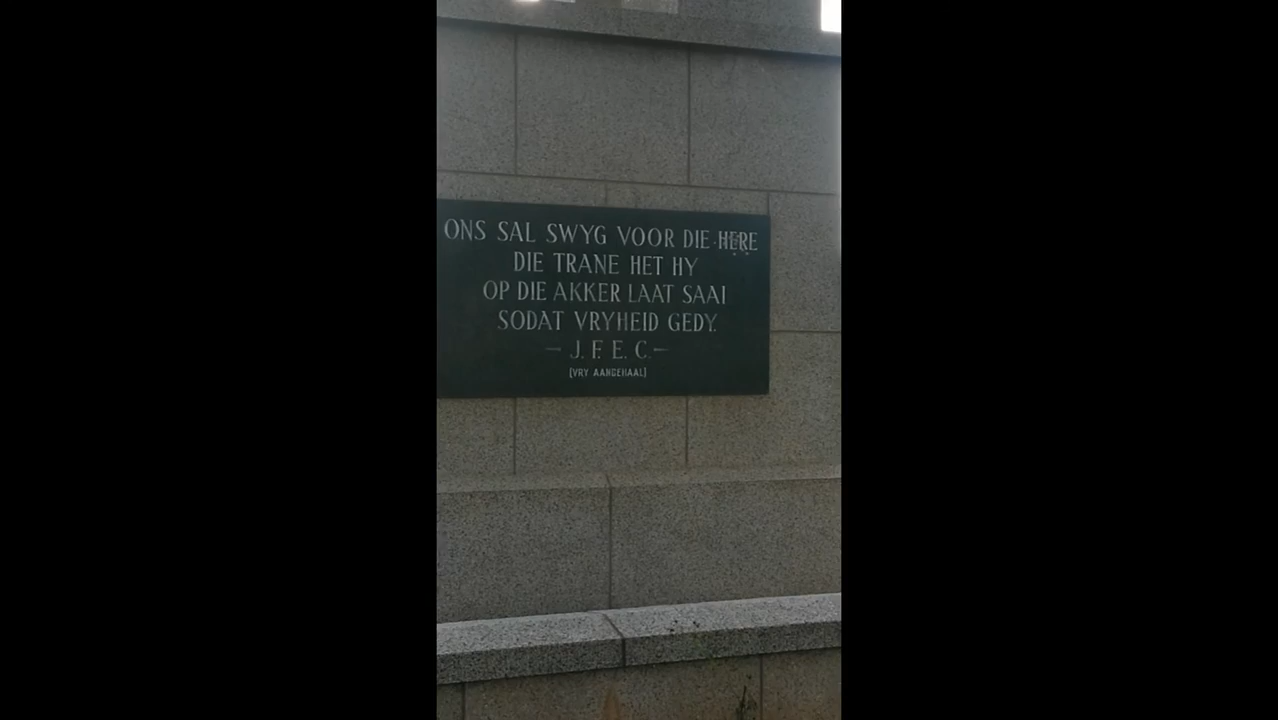 ONS SAL SWYG VOOR DIE HERE
DIE TRANE HET HY
OP DIE AKKER LAAT SAAI
SODAT VRYHEID GEDY.
— J. F. E. C. —
(VRY AANGEHAAL)